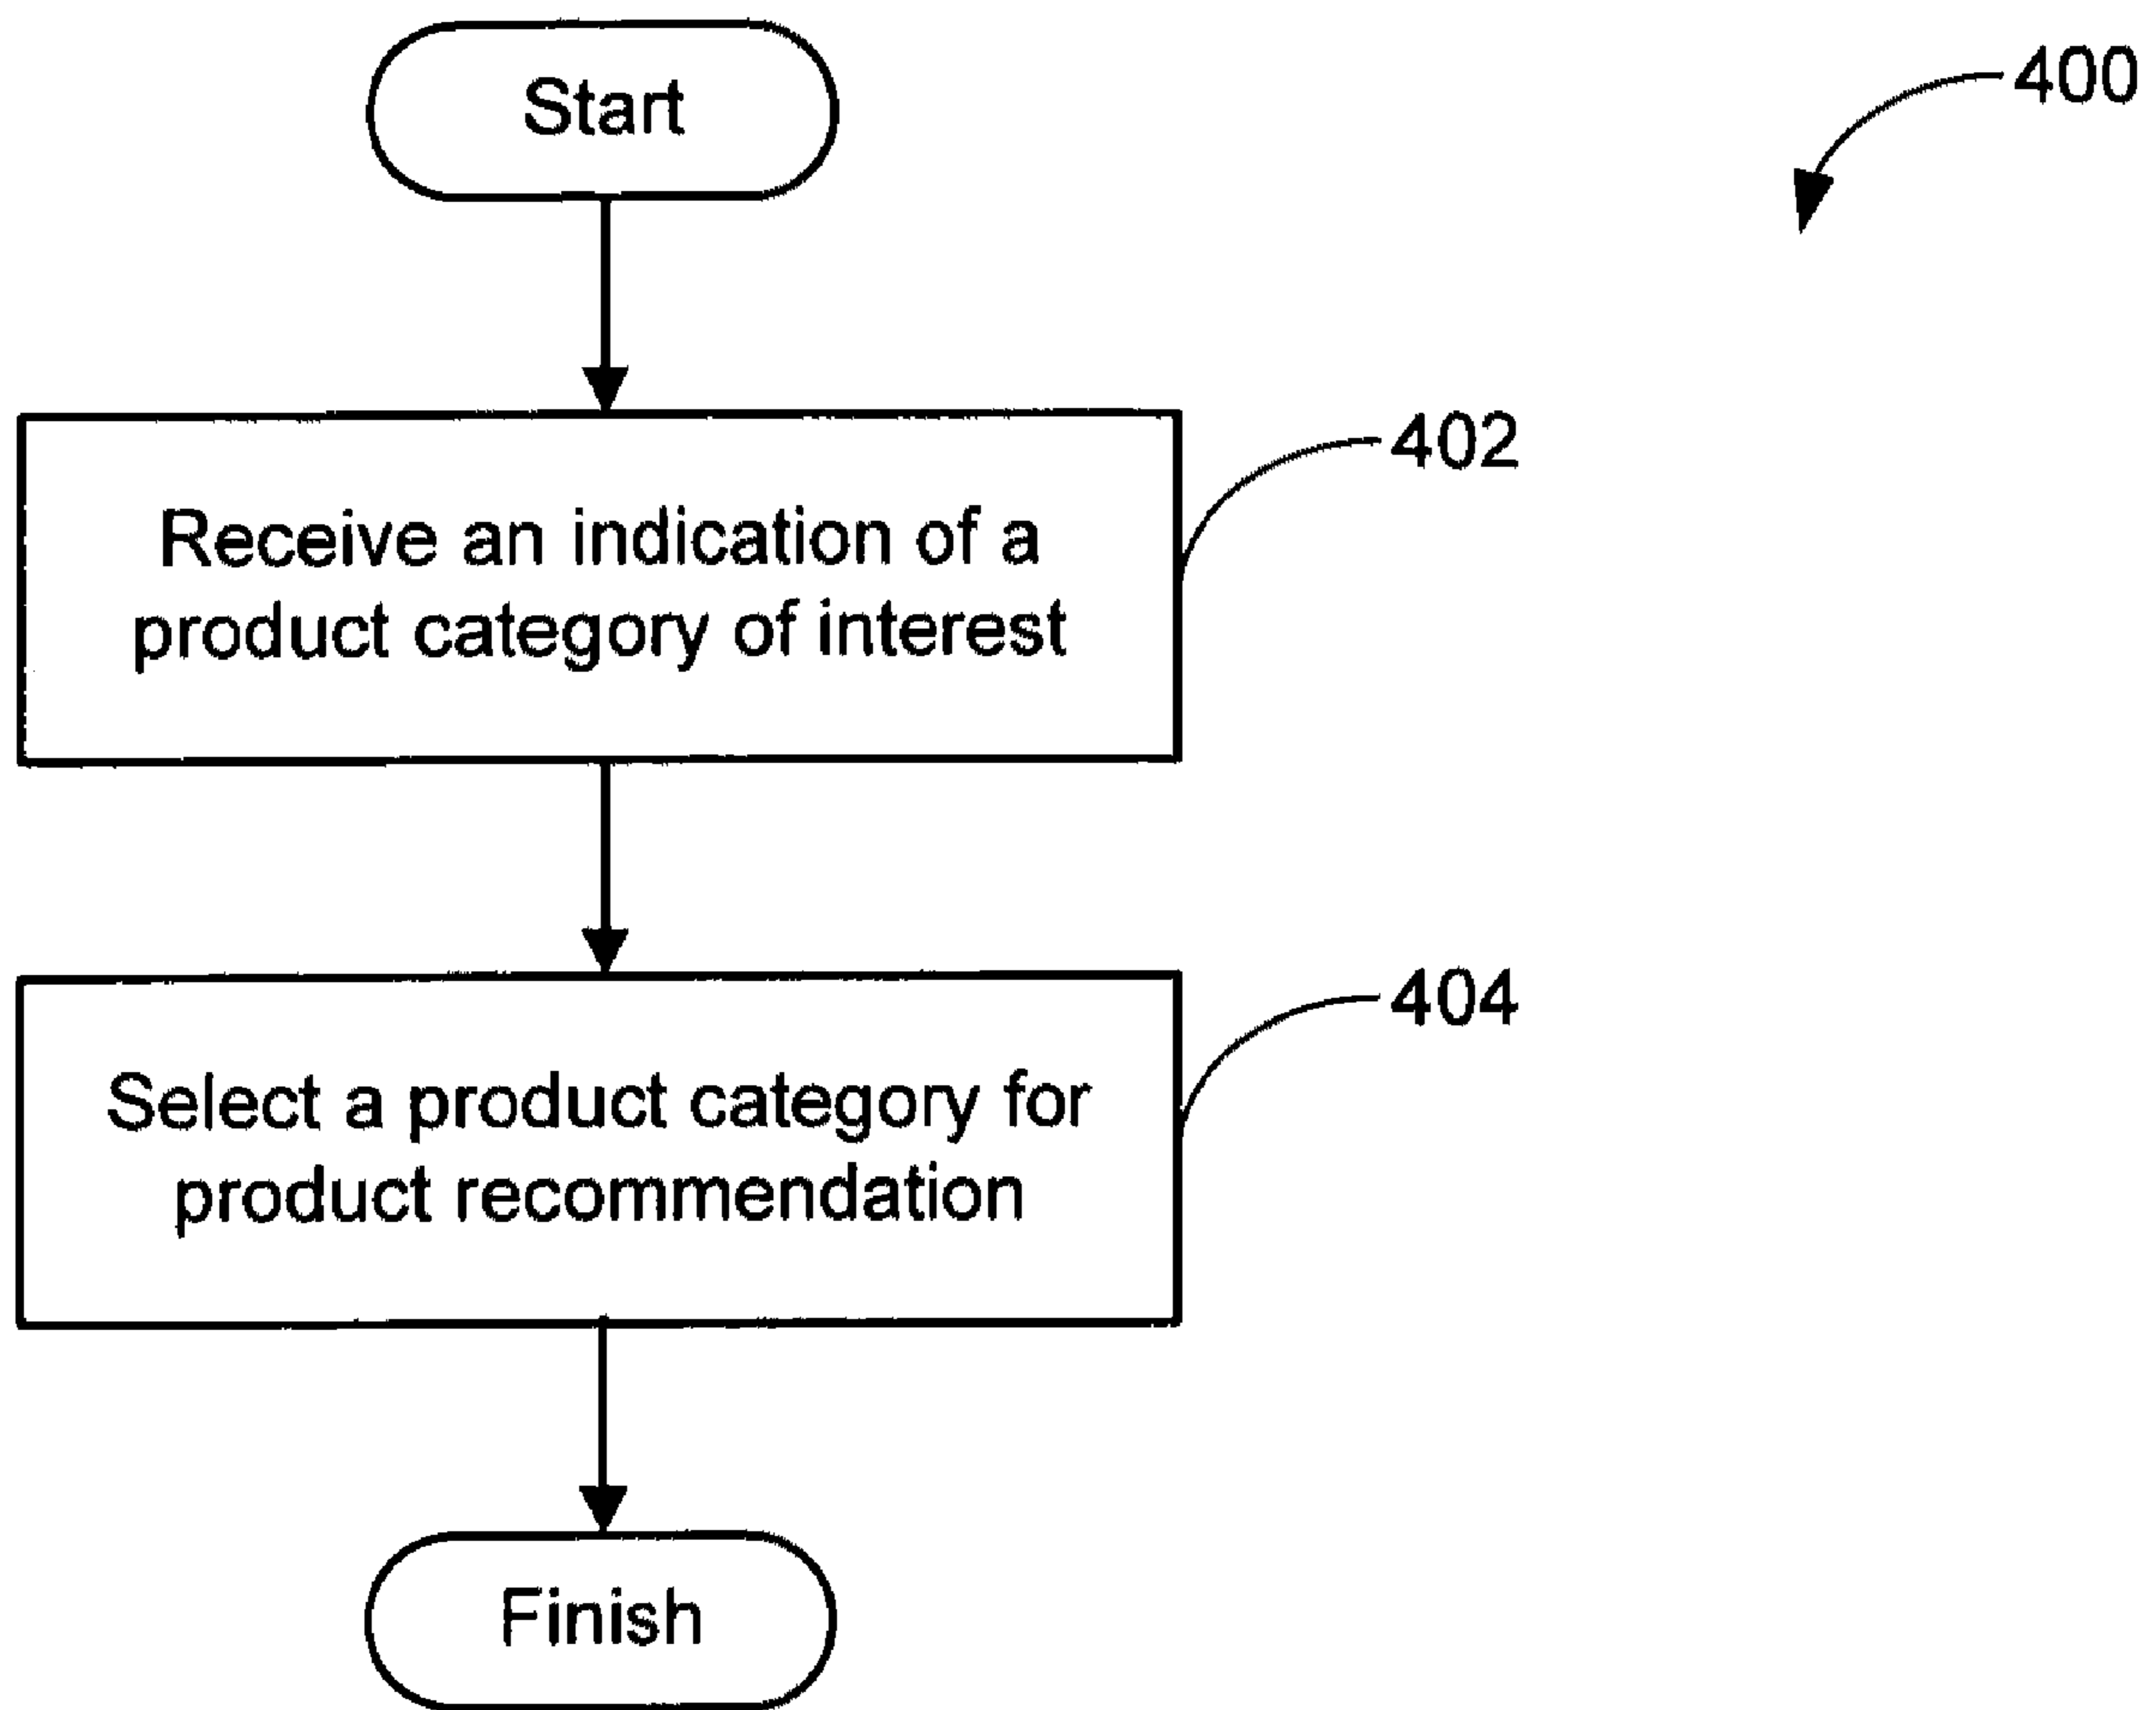 Start
400
402
Receive an indication of a
product category of interest
404
Select a product category for
product recommendation
Finish